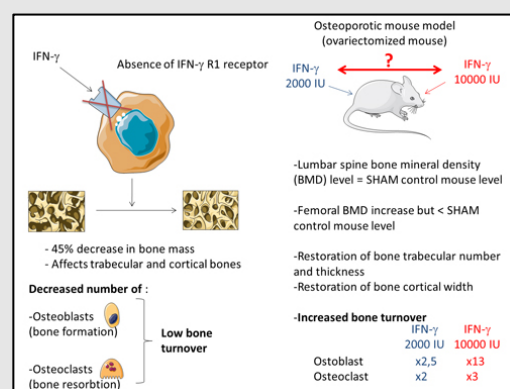 IFN-γ
Absence of IFN-γ R1 receptor
- 45% decrease in bone mass
- Affects trabecular and cortical bones
Decreased number of :
-Osteoblasts
(bone formation)
-Osteoclasts
(bone resorbtion)
Low bone
turnover
Osteoporotic mouse model
(ovariectomized mouse)
?
IFN-γ
2000 IU
IFN-γ
10000 IU
-Lumbar spine bone mineral density
(BMD) level = SHAM control mouse level
-Femoral BMD increase but < SHAM
control mouse level
-Restoration of bone trabecular number
and thickness
-Restoration of bone cortical width
-Increased bone turnover
IFN-γ IFN-γ
2000 IU 10000 IU
Ostoblast x2,5 x13
Osteoclast x2 x3